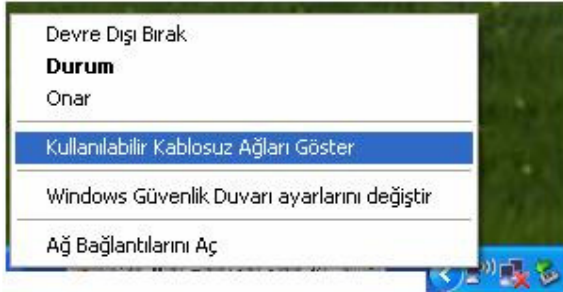 Devre Dışı Bırak
Durum
Onar
Kullanılabilir Kablosuz Ağları Göster
Windows Güvenlik Duvarı ayarlarını değiştir
Ağ Bağlantılarını Aç